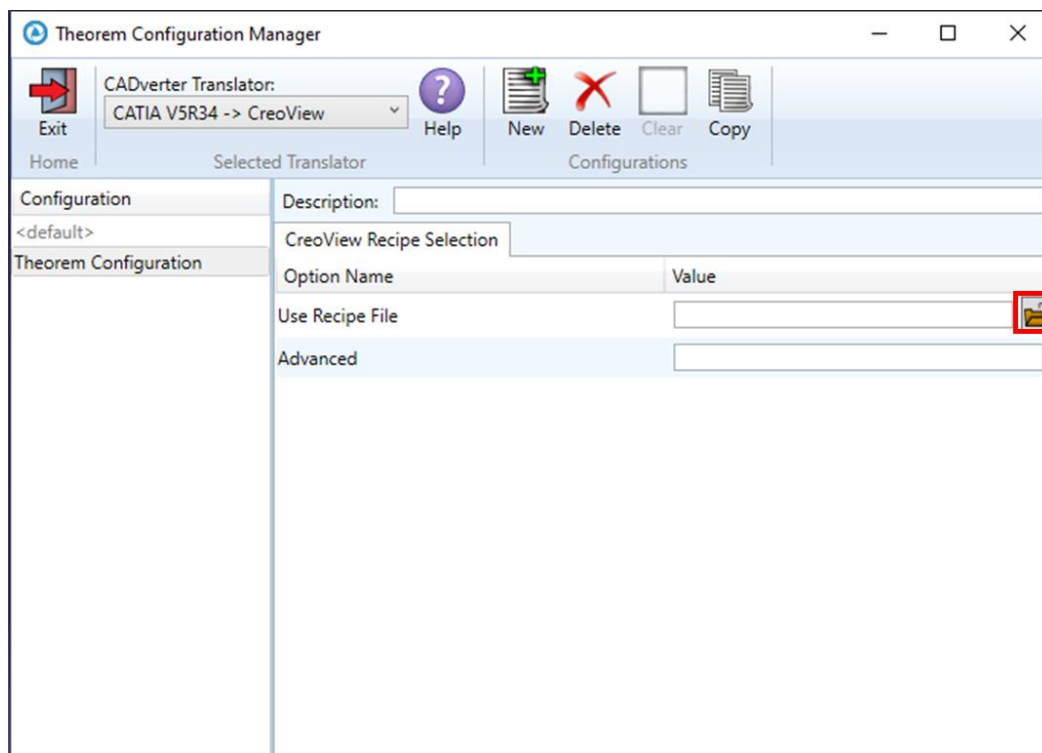 Theorem Configuration Manager
CADverter Translator:
CATIA V5R34 -> CreoView
Exit
Help
New
Delete
Clear
Copy
Home
Selected Translator
Configurations
Configuration
Description:
<default>
CreoView Recipe Selection
Theorem Configuration
Option Name
Value
Use Recipe File
Advanced